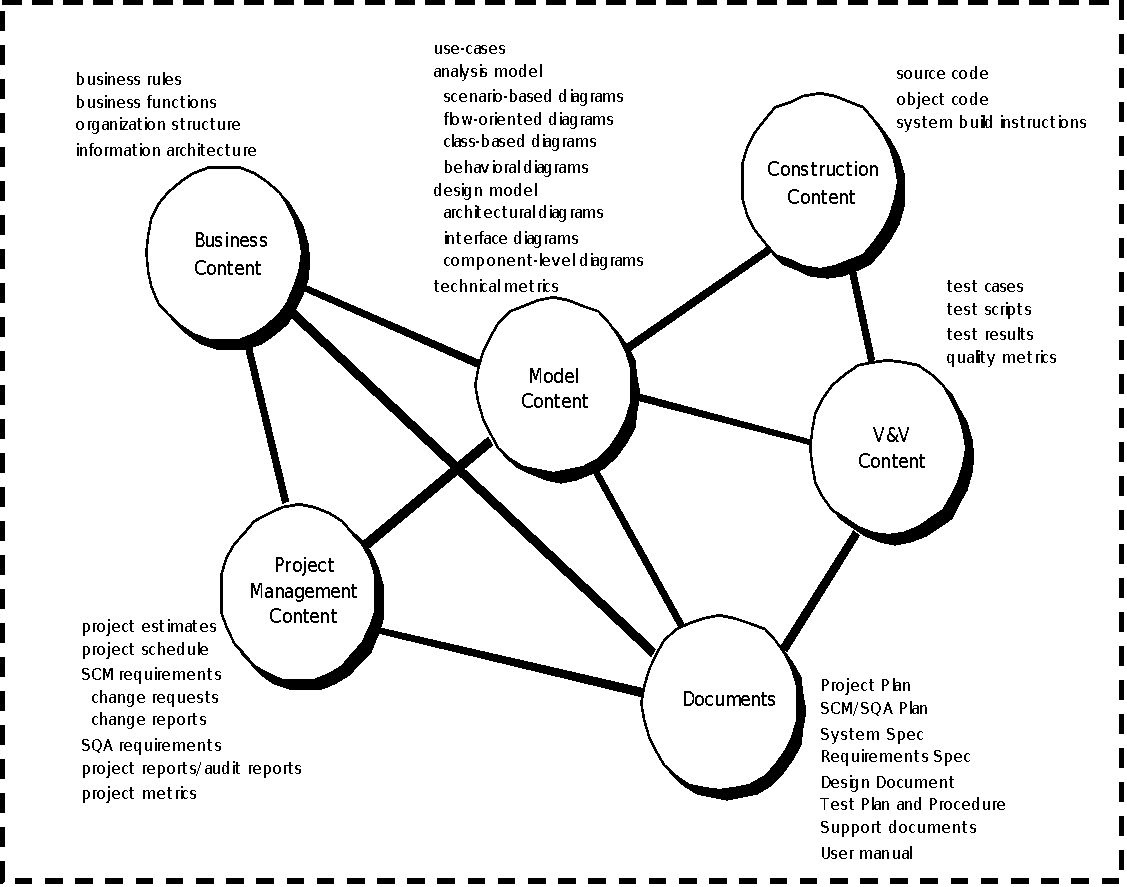 business rules
business functions
organization structure
information architecture
Business
Content
use-cases
analysis model
scenario-based diagrams
flow-oriented diagrams
class-based diagrams
behavioral diagrams
design model
architectural diagrams
interface diagrams
component-level diagrams
technical metrics
Model
Content
source code
object code
system build instructions
Construction
Content
test cases
test scripts
test results
quality metrics
V&V
Content
Project
Management
Content
project estimates
project schedule
SCM requirements
change requests
change reports
SQA requirements
project reports/audit reports
project metrics
Documents
Project Plan
SCM/SQA Plan
System Spec
Requirements Spec
Design Document
Test Plan and Procedure
Support documents
User manual